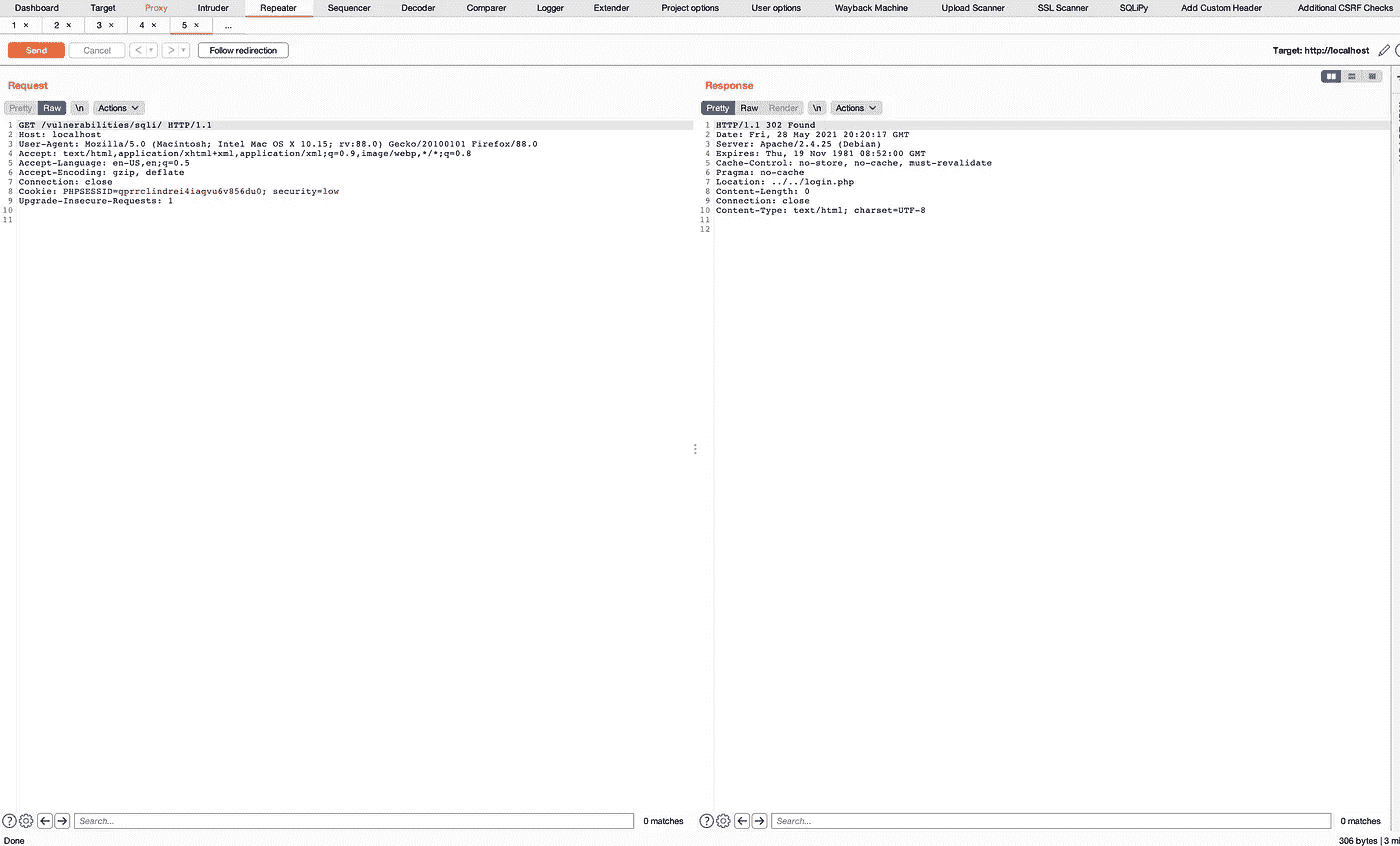 Dashboard Target Proxy Intruder Repeater Sequencer Decoder Comparer Logger Extender Project options User options Wayback Machine Upload Scanner SSL Scanner SQLiPy Add Custom Header Additional CSRF Checks
1 × 2 × 3 × 4 × 5 × ...
Send Cancel < > Follow redirection Target: http://localhost
Request
Pretty Raw \n Actions
1 GET /vulnerabilities/sqli/ HTTP/1.1
2 Host: localhost
3 User-Agent: Mozilla/5.0 (Macintosh; Intel Mac OS X 10.15; rv:88.0) Gecko/20100101 Firefox/88.0
4 Accept: text/html,application/xhtml+xml,application/xml;q=0.9,image/webp,*/*;q=0.8
5 Accept-Language: en-US,en;q=0.5
6 Accept-Encoding: gzip, deflate
7 Connection: close
8 Cookie: PHPSESSID=qprrclindrei4iaqvu6v856du0; security=low
9 Upgrade-Insecure-Requests: 1
10
11
Search... 0 matches
Response
Pretty Raw Render \n Actions
1 HTTP/1.1 302 Found
2 Date: Fri, 28 May 2021 20:20:17 GMT
3 Server: Apache/2.4.25 (Debian)
4 Expires: Thu, 19 Nov 1981 08:52:00 GMT
5 Cache-Control: no-store, no-cache, must-revalidate
6 Pragma: no-cache
7 Location: ../../login.php
8 Content-Length: 0
9 Connection: close
10 Content-Type: text/html; charset=UTF-8
11
12
Search... 0 matches
Done 306 bytes | 3 mi